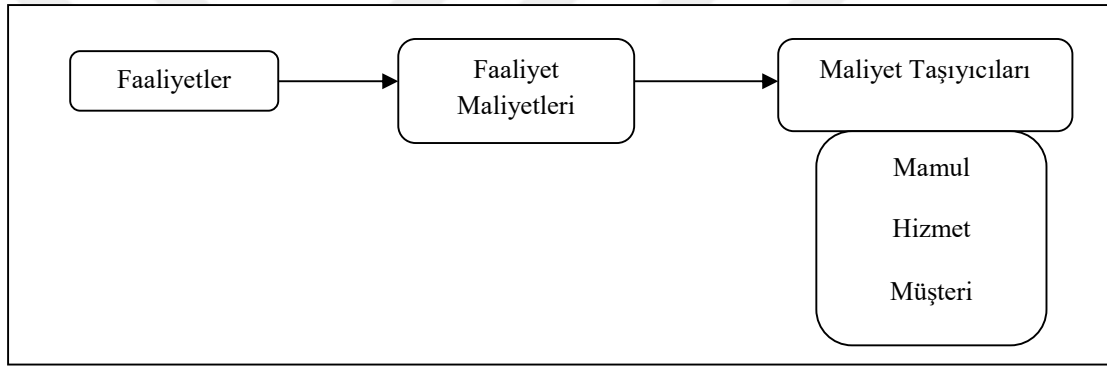 Faaliyetler
Faaliyet
Maliyetleri
Maliyet Taşıyıcıları
Mamul
Hizmet
Müşteri